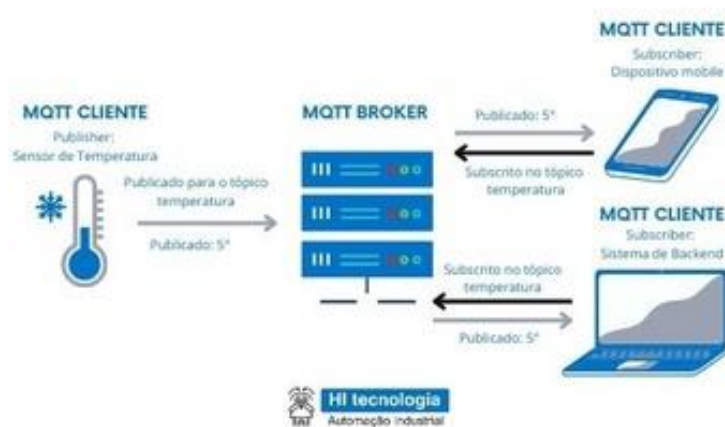 MQTT CLIENTE
Publisher:
Sensor de Temperatura
Publicado para o tópico
temperatura
Publicado: 5°
MQTT BROKER
MQTT CLIENTE
Subscriber:
Dispositivo mobile
Publicado: 5°
Subscrito no tópico
temperatura
MQTT CLIENTE
Subscriber:
Sistema de Backend
Subscrito no tópico
temperatura
Publicado: 5°
HI tecnologia
Automação industrial